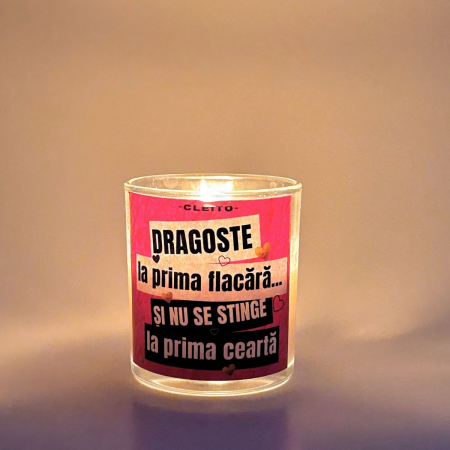 -CLEITO-
DRAGOSTE
la prima flacără...
ȘI NU SE STINGE
la prima ceartă